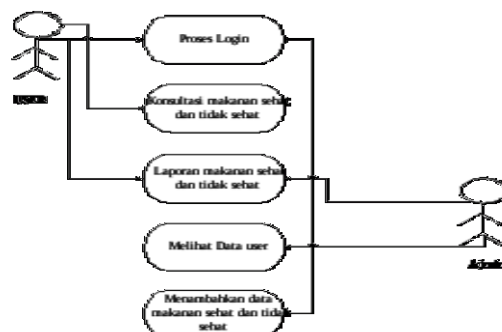 Proses Login
Konsultasi makanan sehat
dan tidak sehat
Laporan makanan sehat
dan tidak sehat
Melihat Data user
Menambahkan data
makanan sehat dan tidak
sehat